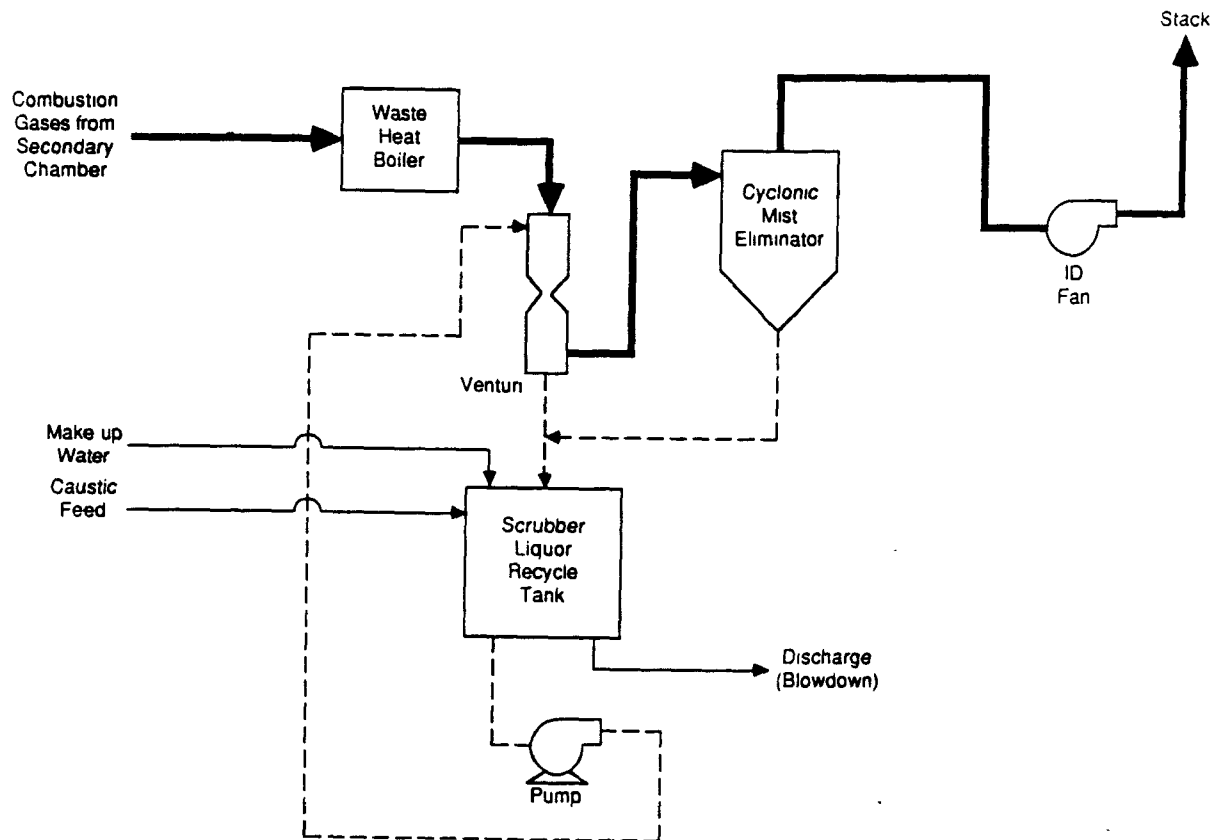 Stack
Combustion
Gases from
Secondary
Chamber
Waste
Heat
Boiler
Cyclonic
Mist
Eliminator
ID
Fan
Venturi
Make up
Water
Caustic
Feed
Scrubber
Liquor
Recycle
Tank
Discharge
(Blowdown)
Pump